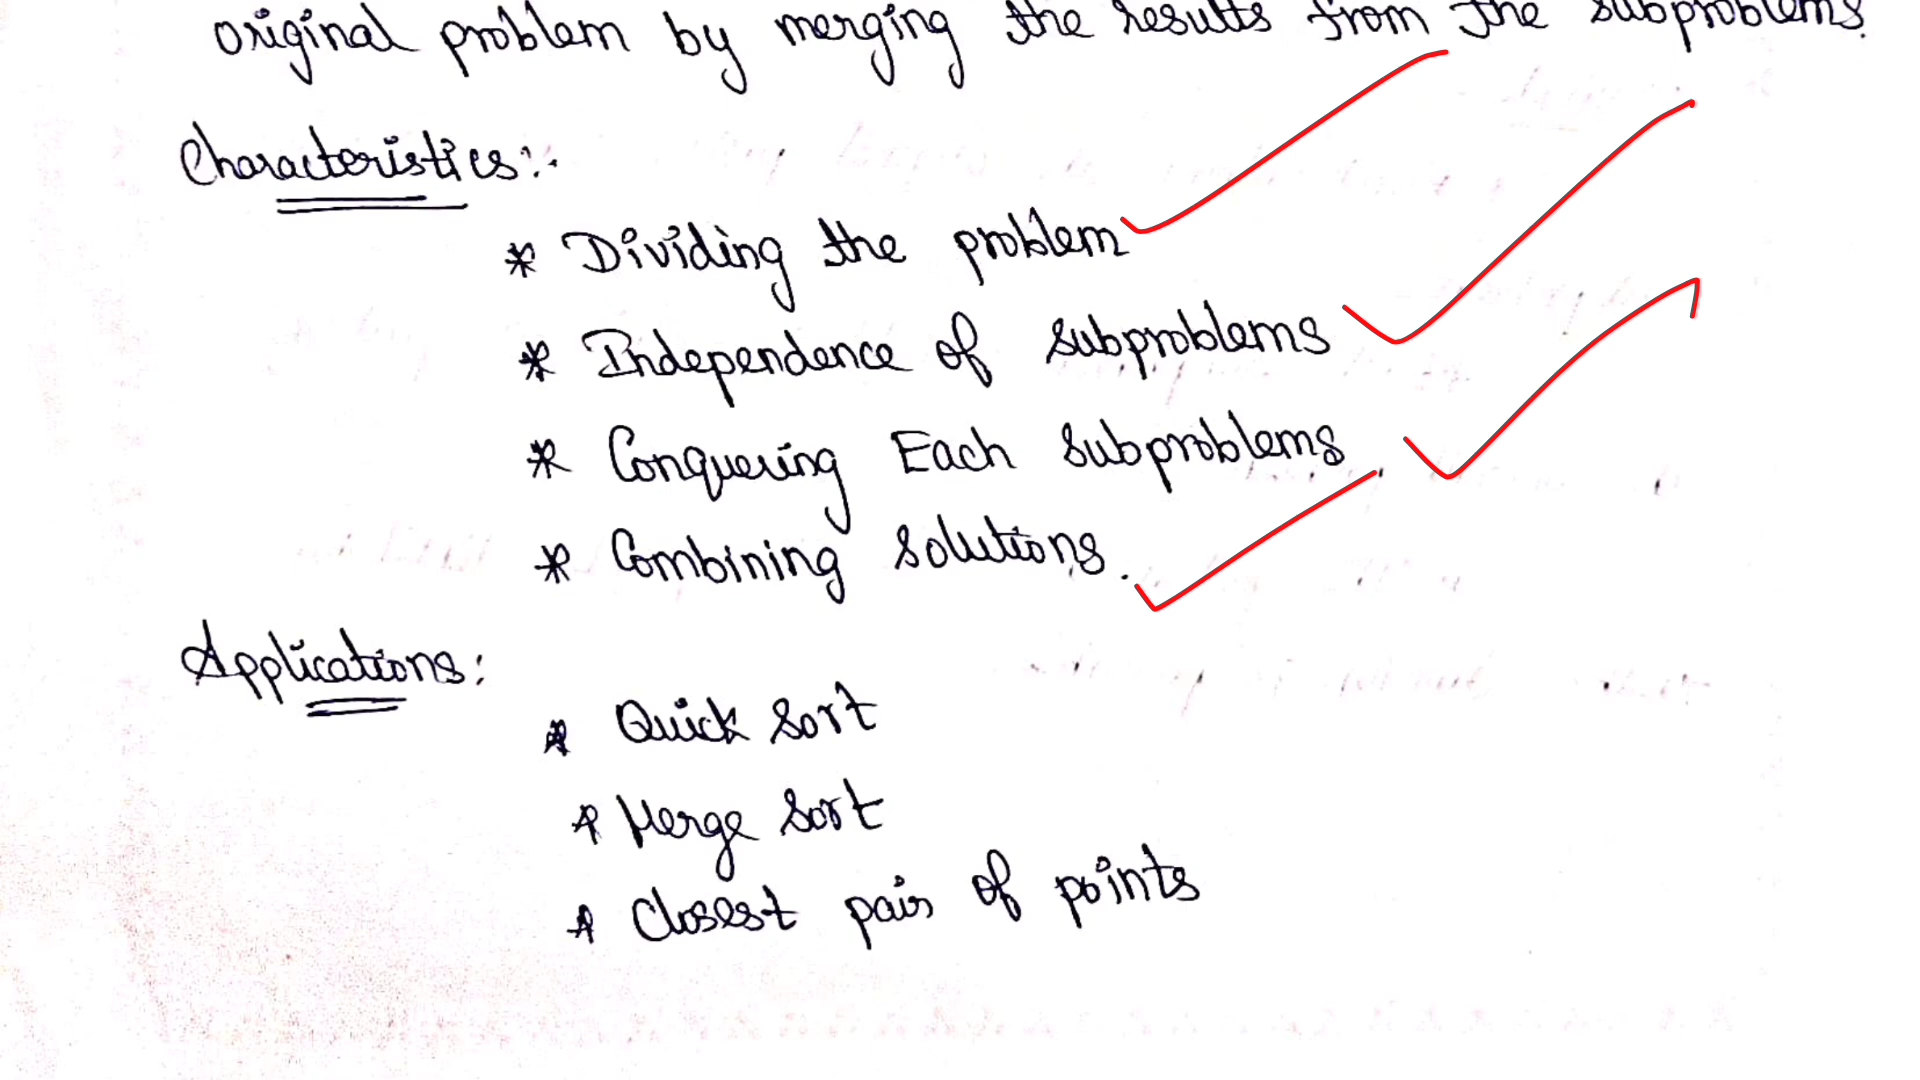 original problem by merging the results from the subproblems.
Characteristics:-
* Dividing the problem
* Independence of subproblems
* Conquering Each subproblems.
* Combining solutions.
Applications:
* Quick sort
* Merge sort
* Closest pair of points